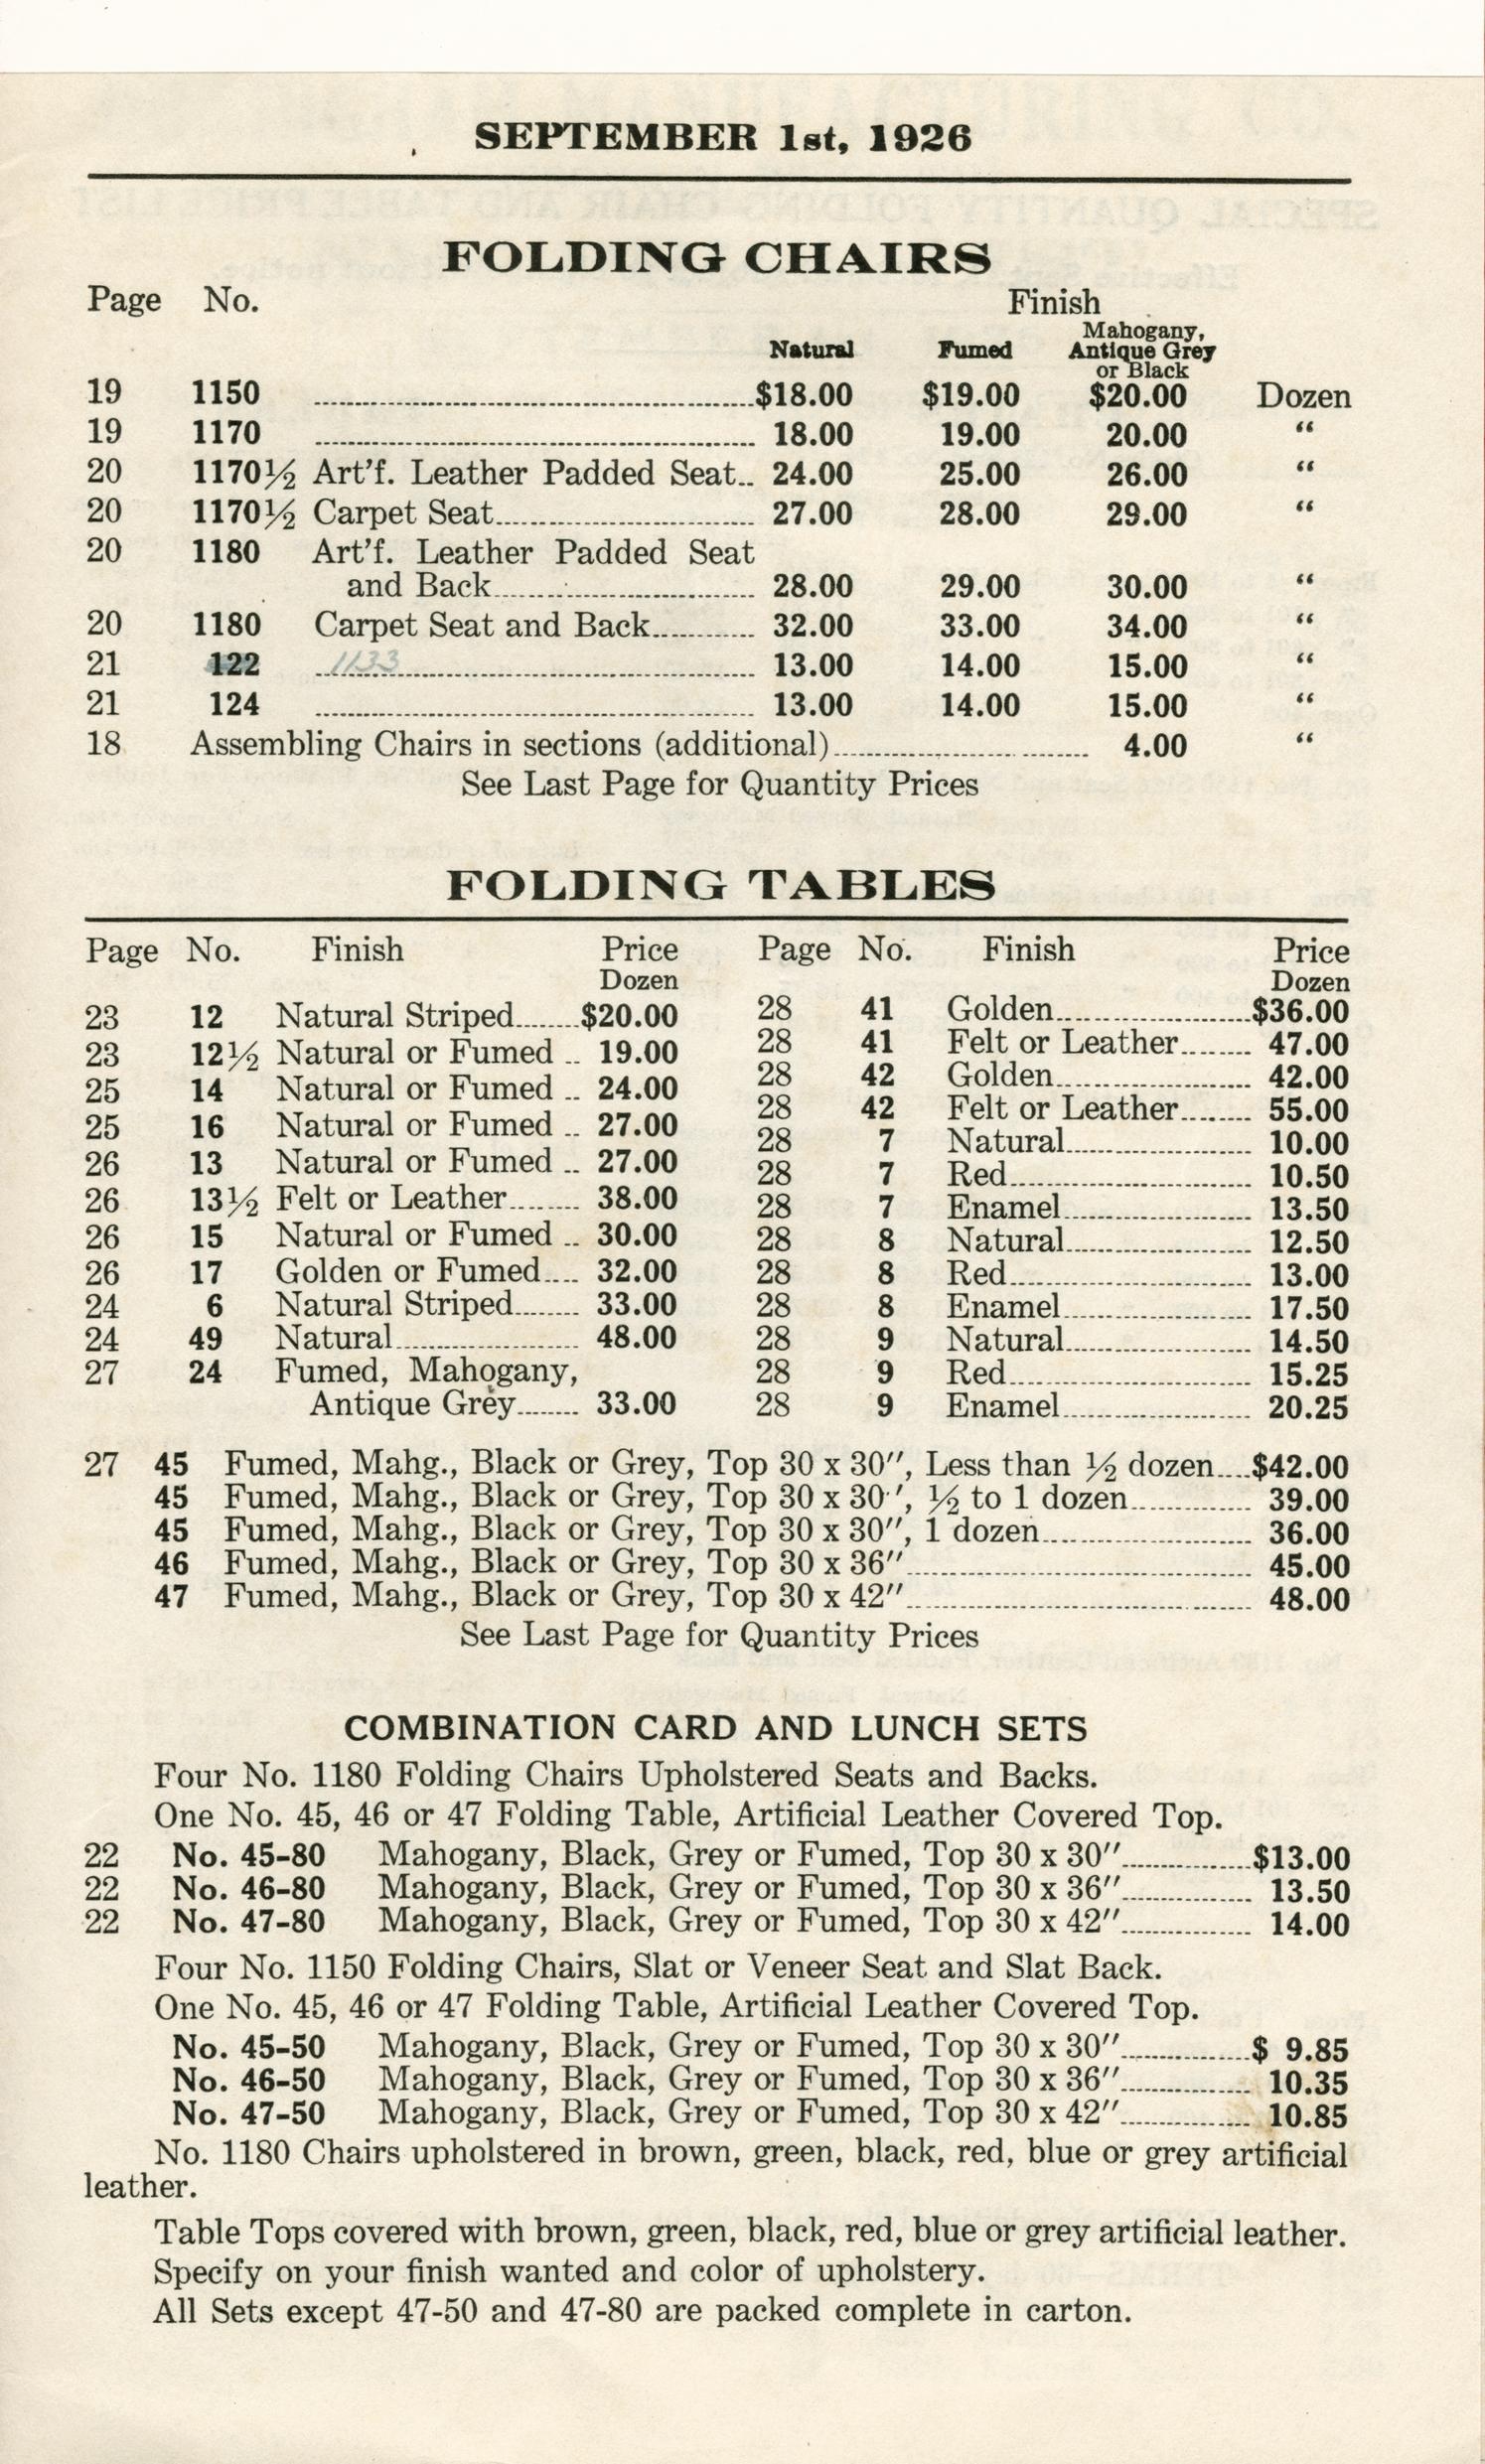 SEPTEMBER 1st, 1926
FOLDING CHAIRS
Page No. Finish
Natural Fumed Mahogany, Antique Grey or Black
19 1150 $18.00 $19.00 $20.00 Dozen
19 1170 18.00 19.00 20.00 “
20 1170½ Art'f. Leather Padded Seat.. 24.00 25.00 26.00 “
20 1170½ Carpet Seat 27.00 28.00 29.00 “
20 1180 Art'f. Leather Padded Seat
and Back 28.00 29.00 30.00 “
20 1180 Carpet Seat and Back 32.00 33.00 34.00 “
21 122 1133 13.00 14.00 15.00 “
21 124 13.00 14.00 15.00 “
18 Assembling Chairs in sections (additional) 4.00 “
See Last Page for Quantity Prices
FOLDING TABLES
Page No. Finish Price
Dozen
23 12 Natural Striped $20.00
23 12½ Natural or Fumed .. 19.00
25 14 Natural or Fumed .. 24.00
25 16 Natural or Fumed .. 27.00
26 13 Natural or Fumed .. 27.00
26 13½ Felt or Leather 38.00
26 15 Natural or Fumed .. 30.00
26 17 Golden or Fumed 32.00
24 6 Natural Striped 33.00
24 49 Natural 48.00
27 24 Fumed, Mahogany,
Antique Grey 33.00
Page No. Finish Price
Dozen
28 41 Golden $36.00
28 41 Felt or Leather 47.00
28 42 Golden 42.00
28 42 Felt or Leather 55.00
28 7 Natural 10.00
28 7 Red 10.50
28 7 Enamel 13.50
28 8 Natural 12.50
28 8 Red 13.00
28 8 Enamel 17.50
28 9 Natural 14.50
28 9 Red 15.25
28 9 Enamel 20.25
27 45 Fumed, Mahg., Black or Grey, Top 30 x 30", Less than ½ dozen $42.00
45 Fumed, Mahg., Black or Grey, Top 30 x 30", ½ to 1 dozen 39.00
45 Fumed, Mahg., Black or Grey, Top 30 x 30", 1 dozen 36.00
46 Fumed, Mahg., Black or Grey, Top 30 x 36" 45.00
47 Fumed, Mahg., Black or Grey, Top 30 x 42" 48.00
See Last Page for Quantity Prices
COMBINATION CARD AND LUNCH SETS
Four No. 1180 Folding Chairs Upholstered Seats and Backs.
One No. 45, 46 or 47 Folding Table, Artificial Leather Covered Top.
22 No. 45-80 Mahogany, Black, Grey or Fumed, Top 30 x 30" $13.00
22 No. 46-80 Mahogany, Black, Grey or Fumed, Top 30 x 36" 13.50
22 No. 47-80 Mahogany, Black, Grey or Fumed, Top 30 x 42" 14.00
Four No. 1150 Folding Chairs, Slat or Veneer Seat and Slat Back.
One No. 45, 46 or 47 Folding Table, Artificial Leather Covered Top.
No. 45-50 Mahogany, Black, Grey or Fumed, Top 30 x 30" $ 9.85
No. 46-50 Mahogany, Black, Grey or Fumed, Top 30 x 36" 10.35
No. 47-50 Mahogany, Black, Grey or Fumed, Top 30 x 42" 10.85
No. 1180 Chairs upholstered in brown, green, black, red, blue or grey artificial
leather.
Table Tops covered with brown, green, black, red, blue or grey artificial leather.
Specify on your finish wanted and color of upholstery.
All Sets except 47-50 and 47-80 are packed complete in carton.